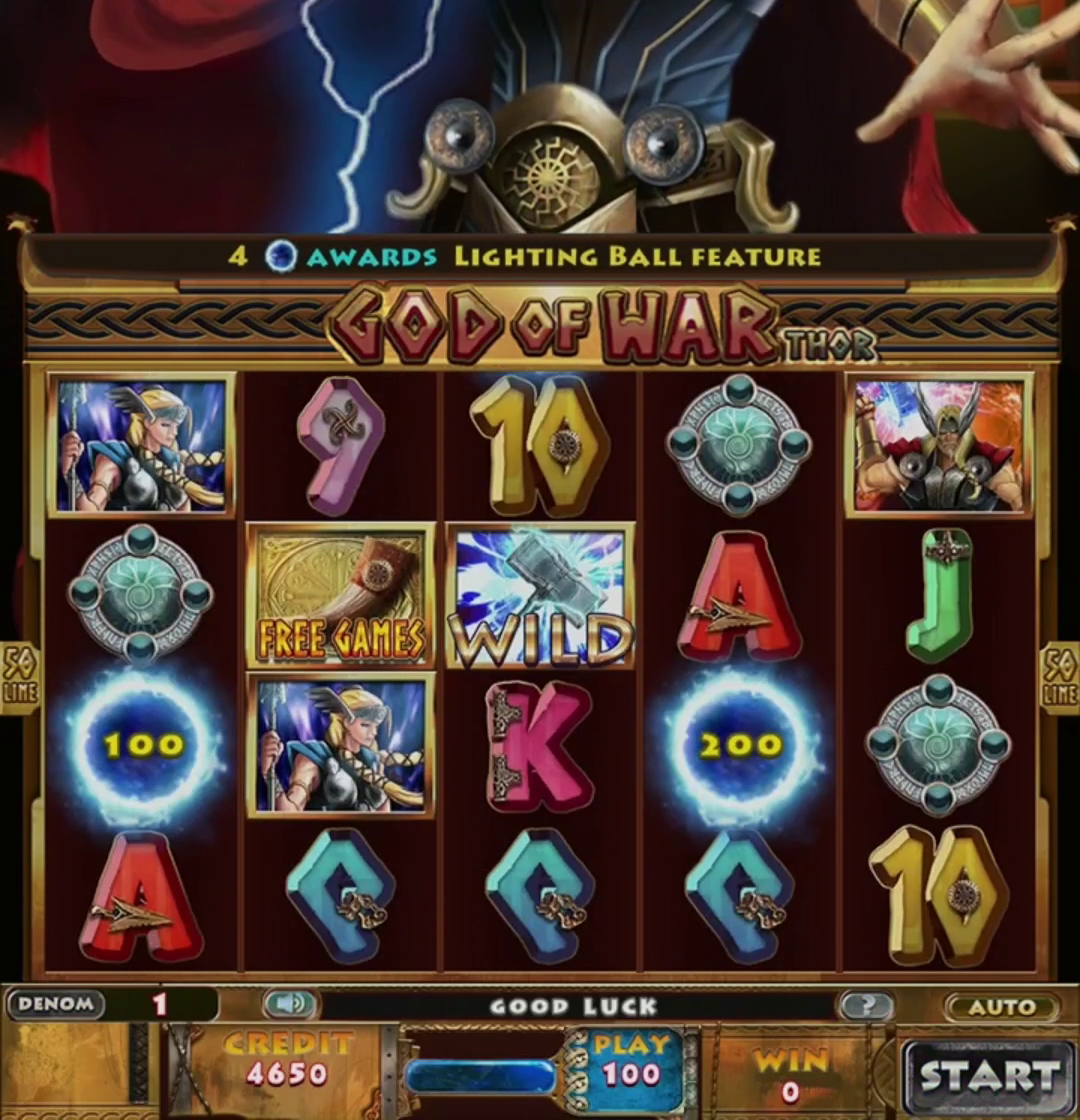 4 AWARDS LIGHTING BALL FEATURE
GOD OF WAR THOR
9 10
FREE GAMES WILD A J
50 LINE 50 LINE
100 K 200
A Q Q Q 10
DENOM 1 GOOD LUCK ? AUTO
CREDIT PLAY WIN START
4650 100 0